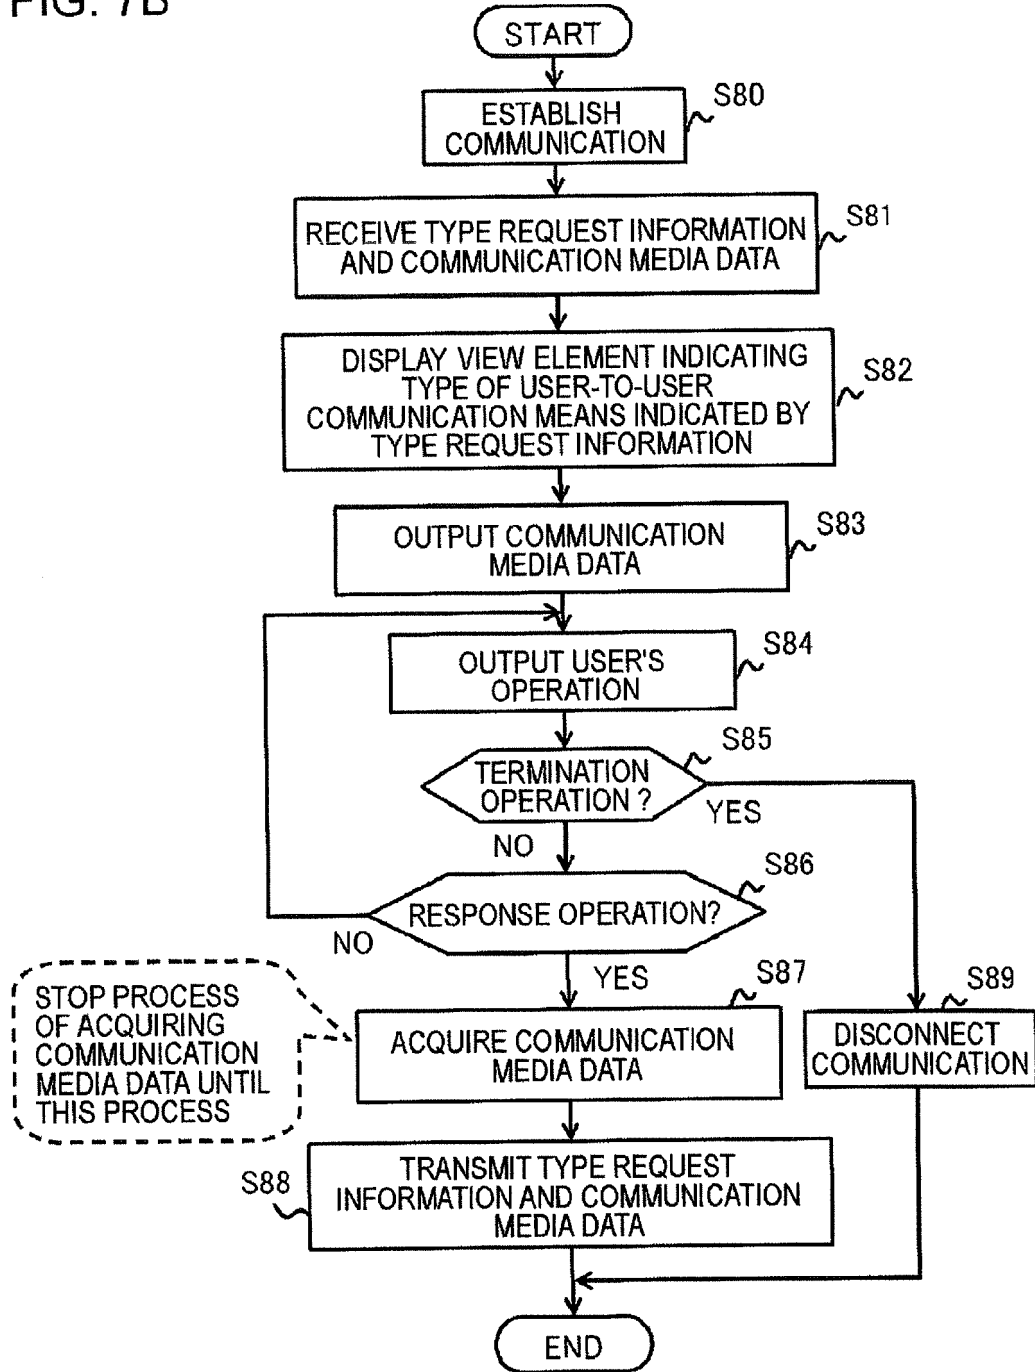 FIG. 7B
START
S80
ESTABLISH
COMMUNICATION
S81
RECEIVE TYPE REQUEST INFORMATION
AND COMMUNICATION MEDIA DATA
S82
DISPLAY VIEW ELEMENT INDICATING
TYPE OF USER-TO-USER
COMMUNICATION MEANS INDICATED BY
TYPE REQUEST INFORMATION
S83
OUTPUT COMMUNICATION
MEDIA DATA
S84
OUTPUT USER'S
OPERATION
S85
TERMINATION
OPERATION ?
YES
NO
S86
RESPONSE OPERATION?
NO
YES
S87
ACQUIRE COMMUNICATION
MEDIA DATA
STOP PROCESS
OF ACQUIRING
COMMUNICATION
MEDIA DATA UNTIL
THIS PROCESS
S89
DISCONNECT
COMMUNICATION
S88
TRANSMIT TYPE REQUEST
INFORMATION AND COMMUNICATION
MEDIA DATA
END